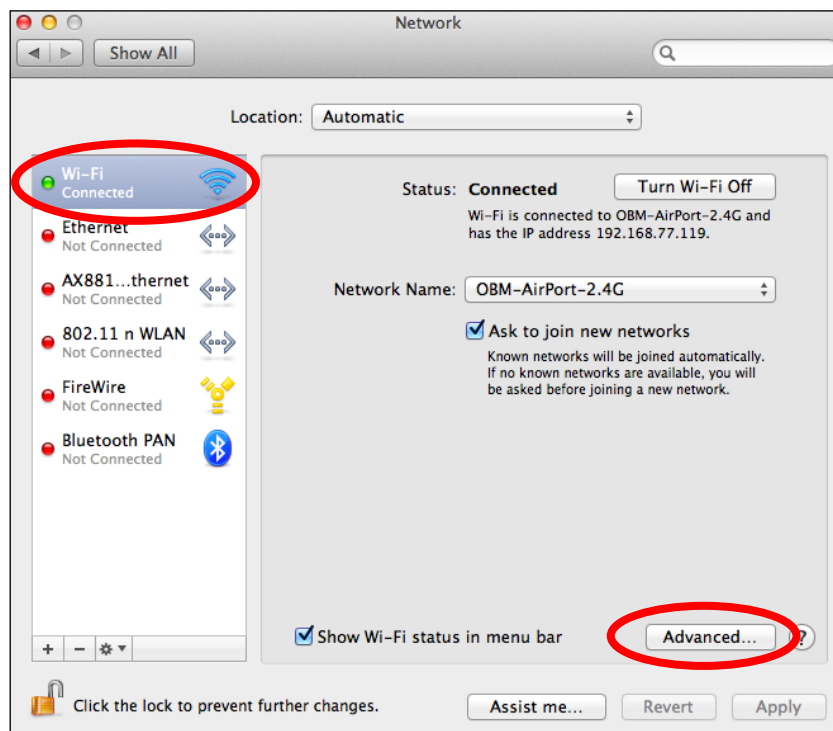 Network
Show All
Location: Automatic
Wi-Fi
Connected
Ethernet
Not Connected
AX881...thernet
Not Connected
802.11 n WLAN
Not Connected
FireWire
Not Connected
Bluetooth PAN
Not Connected
Status: Connected
Turn Wi-Fi Off
Wi-Fi is connected to OBM-AirPort-2.4G and
has the IP address 192.168.77.119.
Network Name: OBM-AirPort-2.4G
Ask to join new networks
Known networks will be joined automatically.
If no known networks are available, you will
be asked before joining a new network.
Show Wi-Fi status in menu bar
Advanced...
?
+ −
Click the lock to prevent further changes.
Assist me...
Revert
Apply